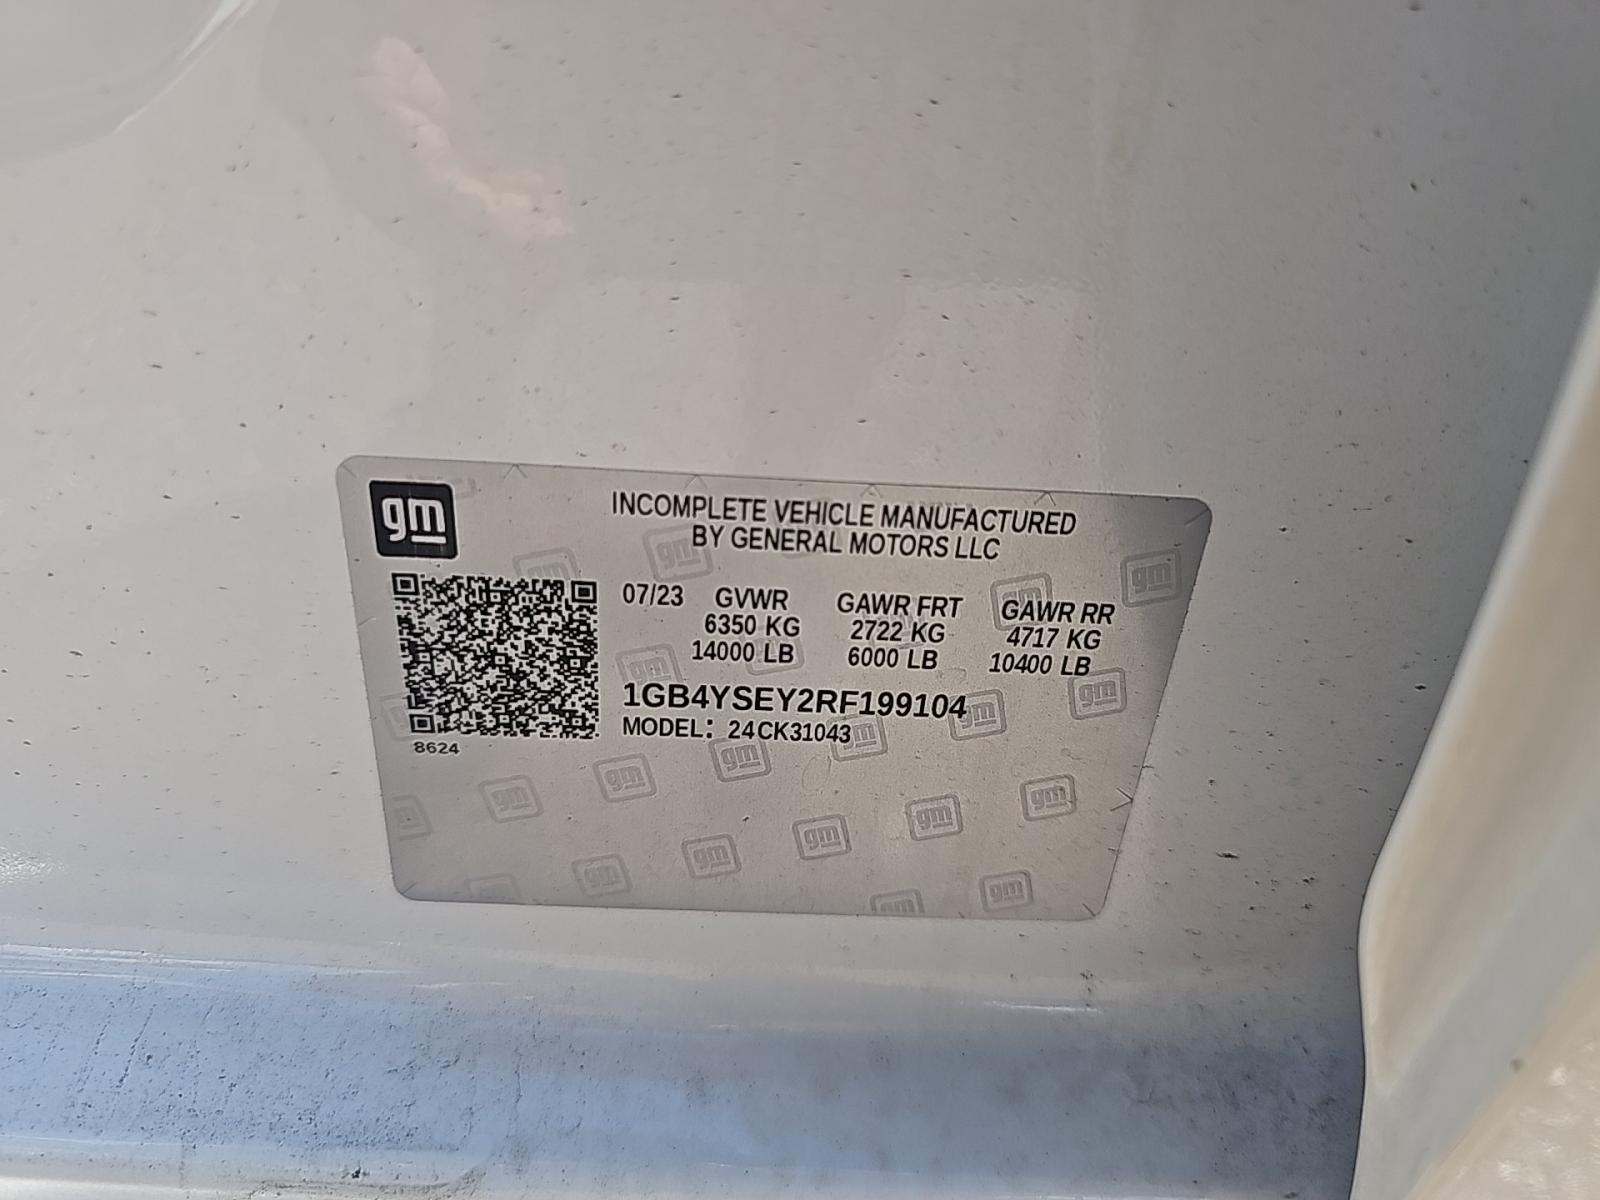 gm
INCOMPLETE VEHICLE MANUFACTURED
BY GENERAL MOTORS LLC
07/23 GVWR GAWR FRT GAWR RR
6350 KG 2722 KG 4717 KG
14000 LB 6000 LB 10400 LB
1GB4YSEY2RF199104
MODEL: 24CK31043
8624